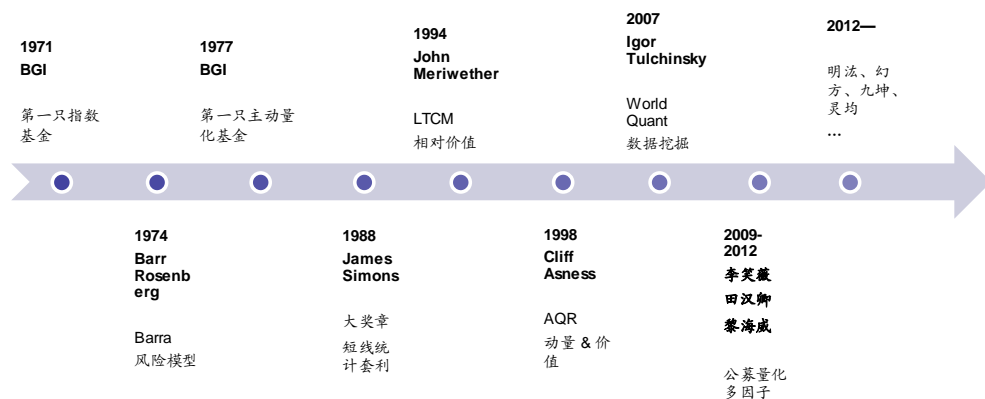 1971
BGI
第一只指数
基金
1977
BGI
第一只主动量
化基金
1994
John
Meriwether
LTCM
相对价值
2007
Igor
Tulchinsky
World
Quant
数据挖掘
2012—
明汯、幻
方、九坤、
灵均
…
1974
Barr
Rosenb
erg
Barra
风险模型
1988
James
Simons
大奖章
短线统
计套利
1998
Cliff
Asness
AQR
动量 & 价
值
2009-
2012
李笑薇
田汉卿
黎海威
公募量化
多因子